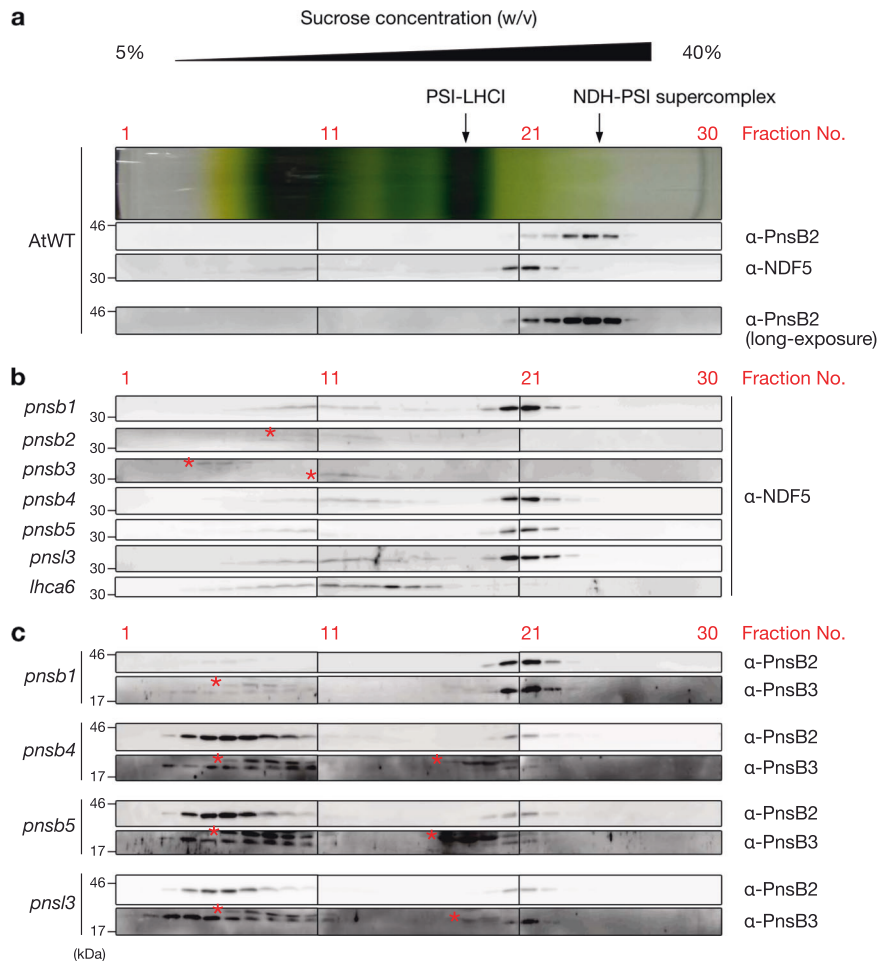 a
Sucrose concentration (w/v)
5%
40%
PSI-LHCI
NDH-PSI supercomplex
1
11
21
30
Fraction No.
AtWT
46
α-PnsB2
30
α-NDF5
46
α-PnsB2
(long-exposure)
b
1
11
21
30
Fraction No.
pnsb1
30
pnsb2
30
*
pnsb3
30
*
*
pnsb4
30
pnsb5
30
pnsl3
30
lhca6
30
α-NDF5
c
1
11
21
30
Fraction No.
pnsb1
46
α-PnsB2
17
*
α-PnsB3
pnsb4
46
α-PnsB2
17
*
*
α-PnsB3
pnsb5
46
α-PnsB2
17
*
*
α-PnsB3
pnsl3
46
α-PnsB2
17
*
*
α-PnsB3
(kDa)